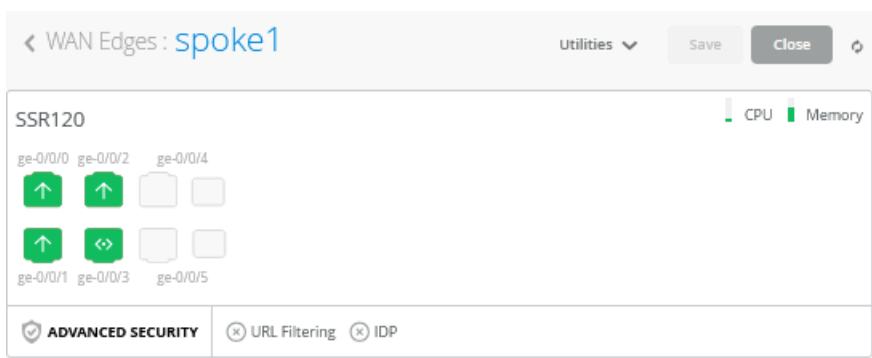 WAN Edges : spoke1
Utilities
Save
Close
SSR120
CPU
Memory
ge-0/0/0 ge-0/0/2 ge-0/0/4
ge-0/0/1 ge-0/0/3 ge-0/0/5
ADVANCED SECURITY
URL Filtering
IDP